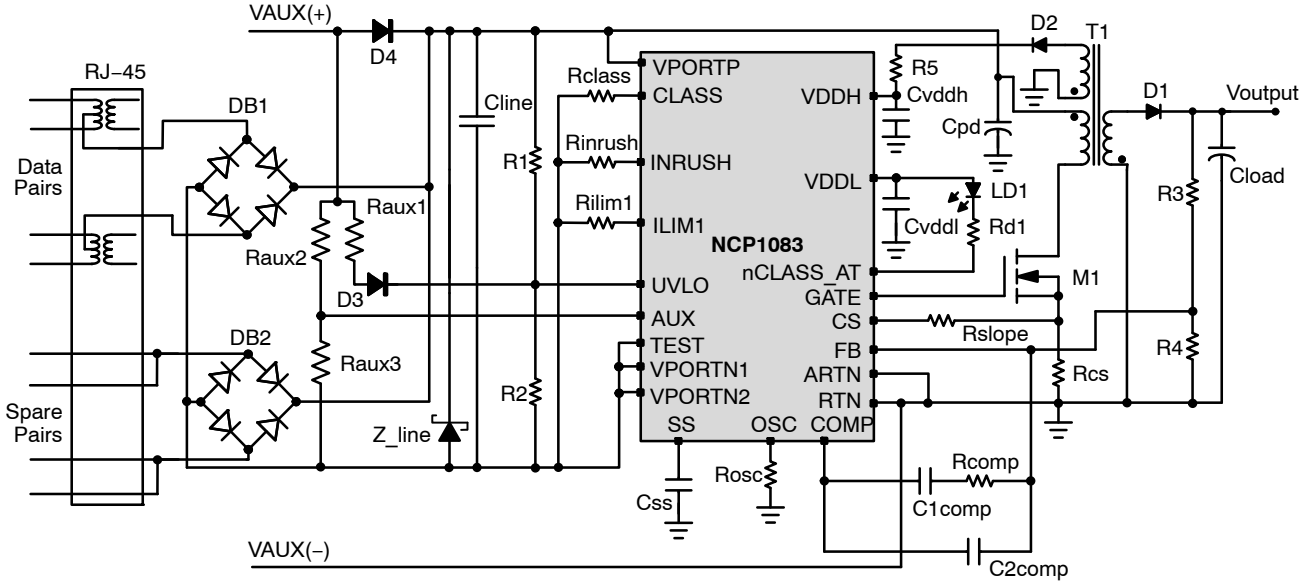 VAUX(+)
D4
D2
T1
RJ−45
DB1
Data
Pairs
Cline
R1
Rclass
Rinrush
Rilim1
VPORTP
CLASS
INRUSH
ILIM1
NCP1083
UVLO
AUX
TEST
VPORTN1
VPORTN2
SS
OSC
COMP
VDDH
VDDL
nCLASS_AT
GATE
CS
FB
ARTN
RTN
R5
Cvddh
Cpd
D1
Voutput
Cload
R3
LD1
Cvddl
Rd1
M1
Rslope
Rcs
R4
Raux1
Raux2
D3
Raux3
DB2
R2
Z_line
Spare
Pairs
Css
Rosc
Rcomp
C1comp
C2comp
VAUX(−)